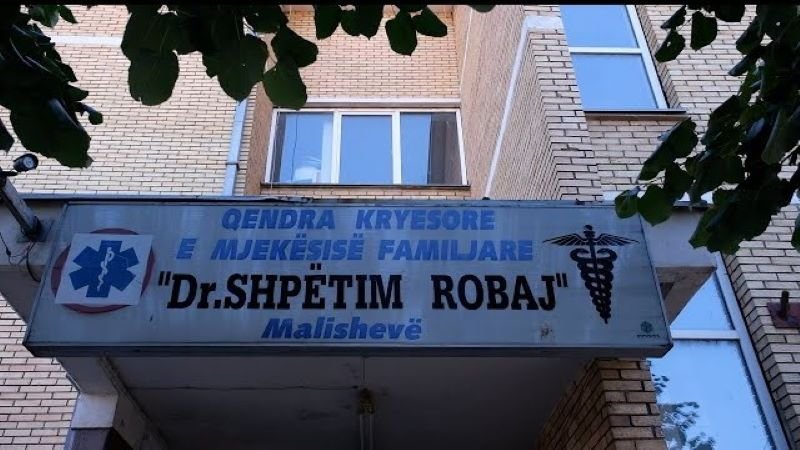 QENDRA KRYESORE
E MJEKËSISË FAMILJARE
"Dr.SHPËTIM ROBAJ"
Malishevë